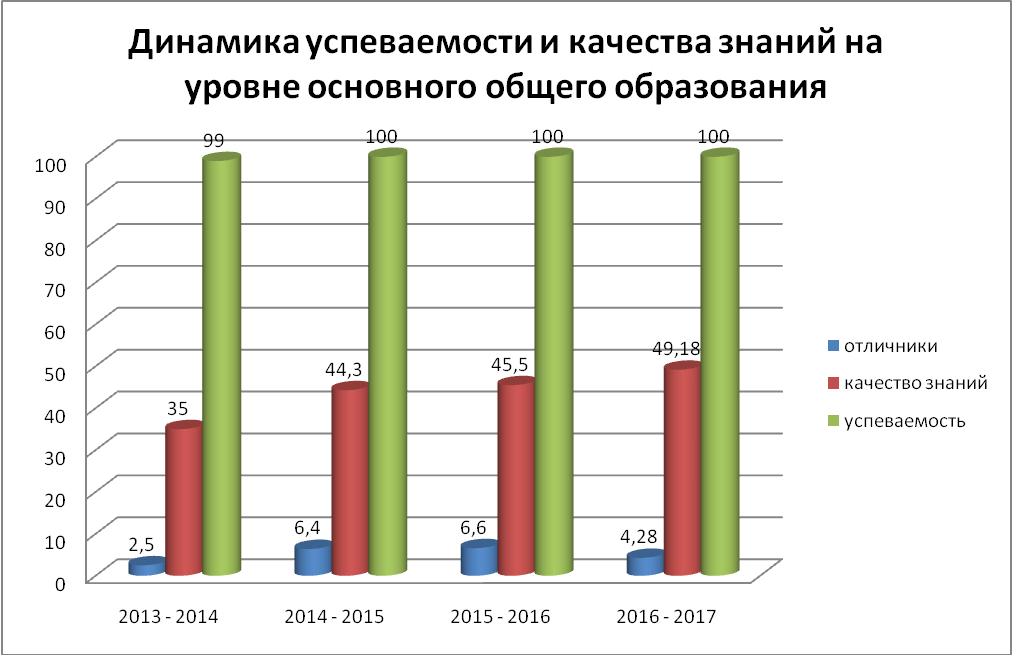 Динамика успеваемости и качества знаний на
уровне основного общего образования
99 100 100 100
100
90
80
70
60
50
40
30
20
10
0
35 44,3 45,5 49,18
2,5 6,4 6,6 4,28
2013 - 2014 2014 - 2015 2015 - 2016 2016 - 2017
отличники
качество знаний
успеваемость